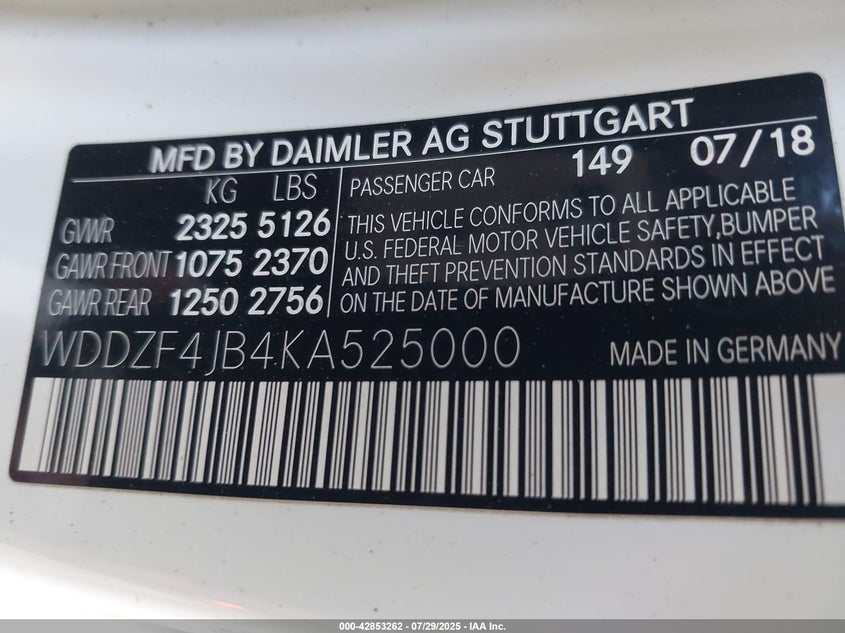 MFD BY DAIMLER AG STUTTGART
KG LBS
GVWR 2325 5126
GAWR FRONT 1075 2370
GAWR REAR 1250 2756
PASSENGER CAR 149 07/18
THIS VEHICLE CONFORMS TO ALL APPLICABLE
U.S. FEDERAL MOTOR VEHICLE SAFETY,BUMPER
AND THEFT PREVENTION STANDARDS IN EFFECT
ON THE DATE OF MANUFACTURE SHOWN ABOVE
WDDZF4JB4KA525000 MADE IN GERMANY
000-42853262 - 07/29/2025 - IAA Inc.